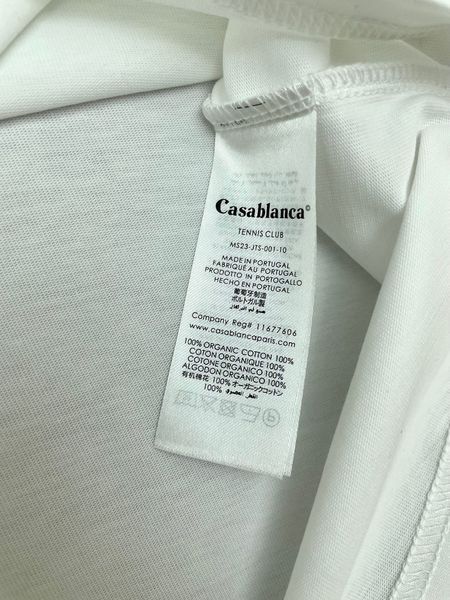 Casablanca©
TENNIS CLUB
MS23-JTS-001-10
MADE IN PORTUGAL
FABRIQUÉ AU PORTUGAL
PRODOTTO IN PORTOGALLO
HECHO EN PORTUGAL
葡萄牙制造
ポルトガル製
Company Reg# 11677606
www.casablancaparis.com
100% ORGANIC COTTON 100%
COTON ORGANIQUE 100%
COTONE ORGANICO 100%
ALGODON ORGANICO 100%
有机棉花 100% オーガニックコットン
100%